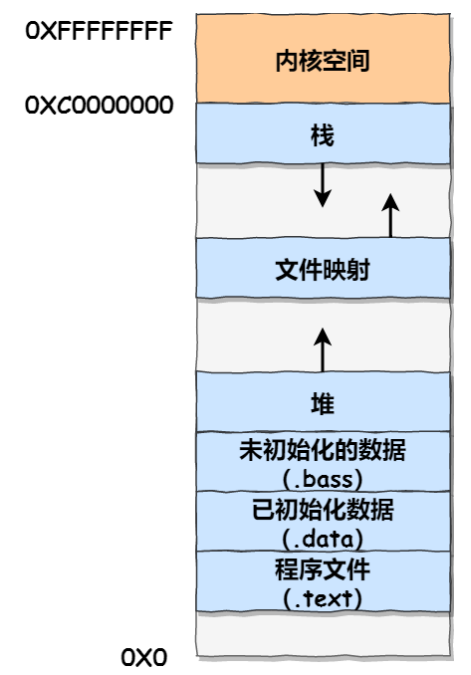 0XFFFFFFFF
内核空间
0XC0000000
栈
文件映射
堆
未初始化的数据
(.bass)
已初始化数据
(.data)
程序文件
(.text)
0X0